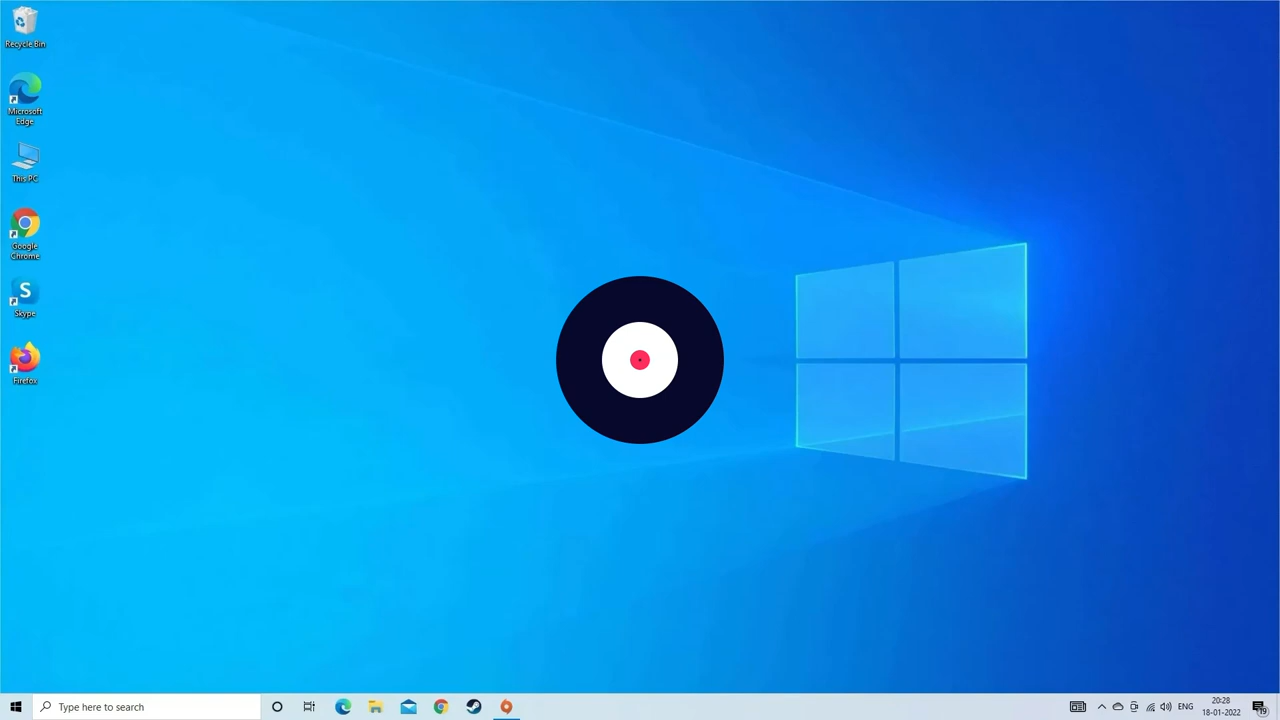 Recycle Bin
Microsoft
Edge
This PC
Google
Chrome
S
Skype
Firefox
Type here to search
ENG
20:28
18-01-2022
19